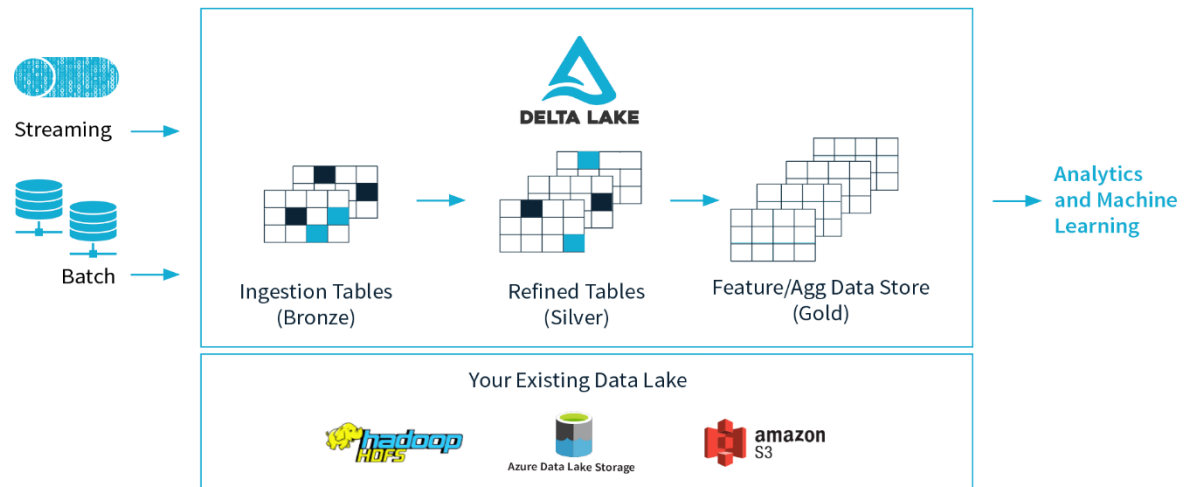 DELTA LAKE
Streaming
Batch
Ingestion Tables
(Bronze)
Refined Tables
(Silver)
Feature/Agg Data Store
(Gold)
Analytics
and Machine
Learning
Your Existing Data Lake
hadoop
HDFS
Azure Data Lake Storage
amazon
S3